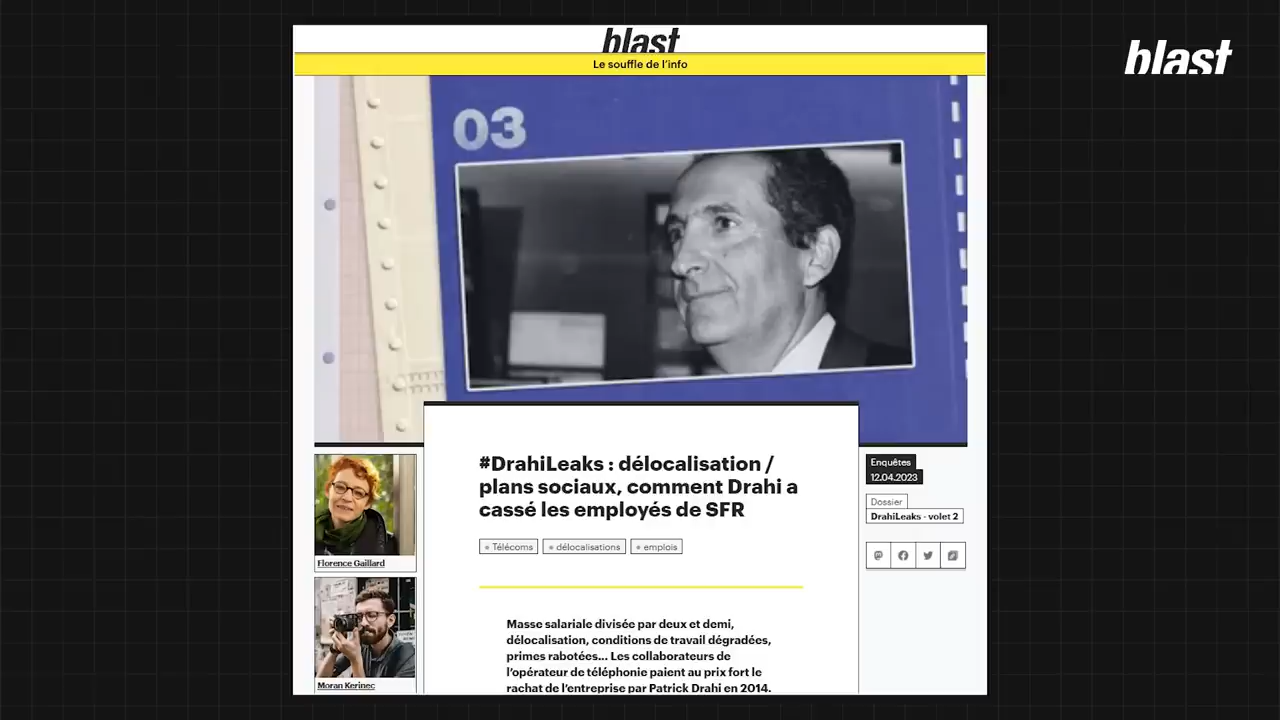 blast
Le souffle de l'info
blast
03
#DrahiLeaks : délocalisation /
plans sociaux, comment Drahi a
cassé les employés de SFR
Télécoms
délocalisations
emplois
Florence Gaillard
Moran Kerinec
Enquêtes
12.04.2023
Dossier
DrahiLeaks - volet 2
Masse salariale divisée par deux et demi,
délocalisation, conditions de travail dégradées,
primes rabotées... Les collaborateurs de
l'opérateur de téléphonie paient au prix fort le
rachat de l'entreprise par Patrick Drahi en 2014.